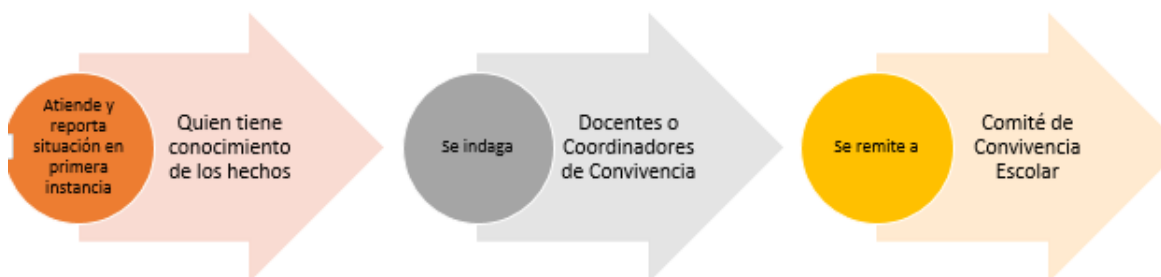 Atiende y
reporta
situación en
primera
instancia
Quien tiene
conocimiento
de los hechos
Se indaga
Docentes o
Coordinadores
de Convivencia
Se remite a
Comité de
Convivencia
Escolar